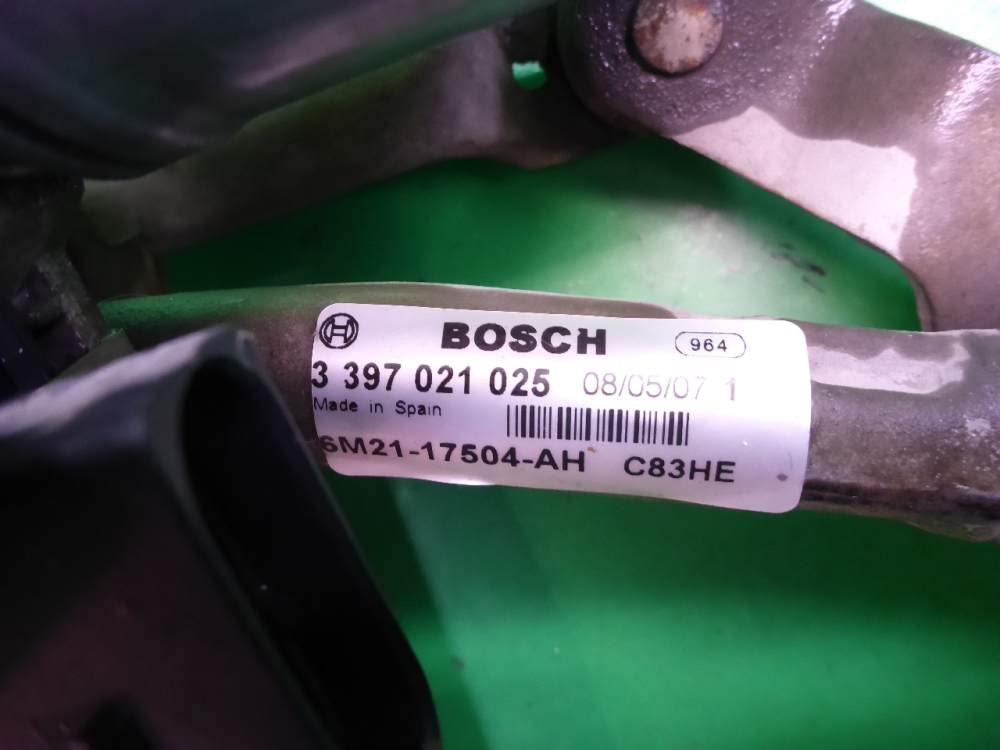 BOSCH 964
3 397 021 025 08/05/07 1
Made in Spain
6M21-17504-AH C83HE